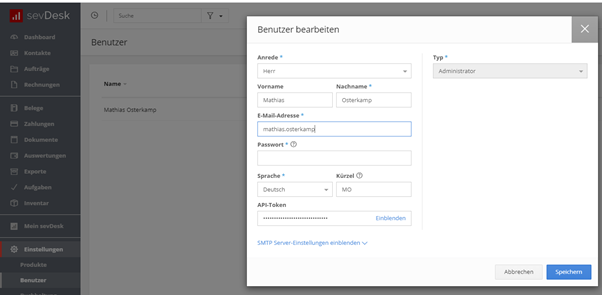 sevDesk
Suche
Dashboard
Kontakte
Aufträge
Rechnungen
Belege
Zahlungen
Dokumente
Auswertungen
Exporte
Aufgaben
Inventar
Mein sevDesk
Einstellungen
Produkte
Benutzer
Benutzer
Name
Mathias Osterkamp
Benutzer bearbeiten
Anrede *
Herr
Vorname Nachname *
Mathias Osterkamp
E-Mail-Adresse *
mathias.osterkamp
Passwort *
Sprache * Kürzel
Deutsch MO
API-Token
Einblenden
SMTP Server-Einstellungen einblenden
Typ *
Administrator
Abbrechen Speichern